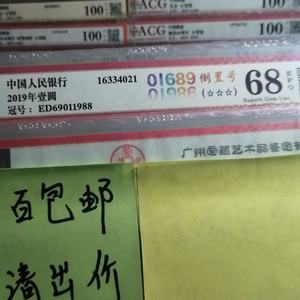 100
ACG
100
中国人民银行 16334021 01689 倒置号 68 EPQ
2019年壹圆 01986 (☆☆☆) Superb Gem Unc
冠号：ED69011988
广州爱藏艺术品鉴定
百包邮
请出价